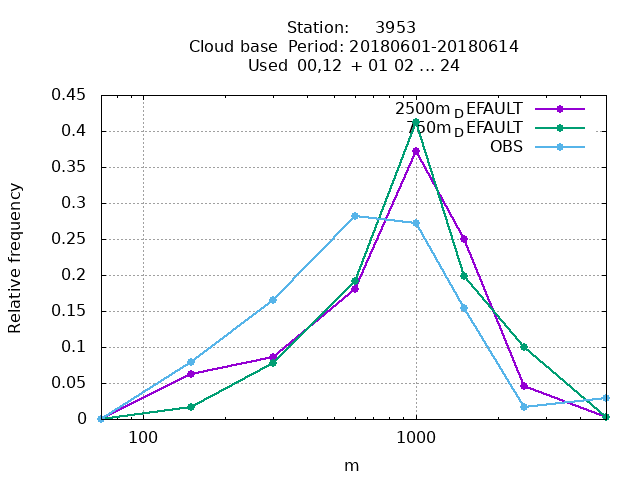 Station: 3953
Cloud base Period: 20180601-20180614
Used 00,12 + 01 02 ... 24
0.45
0.4
0.35
0.3
0.25
0.2
0.15
0.1
0.05
0
Relative frequency
2500m_DEFAULT
750m_DEFAULT
OBS
100
1000
m